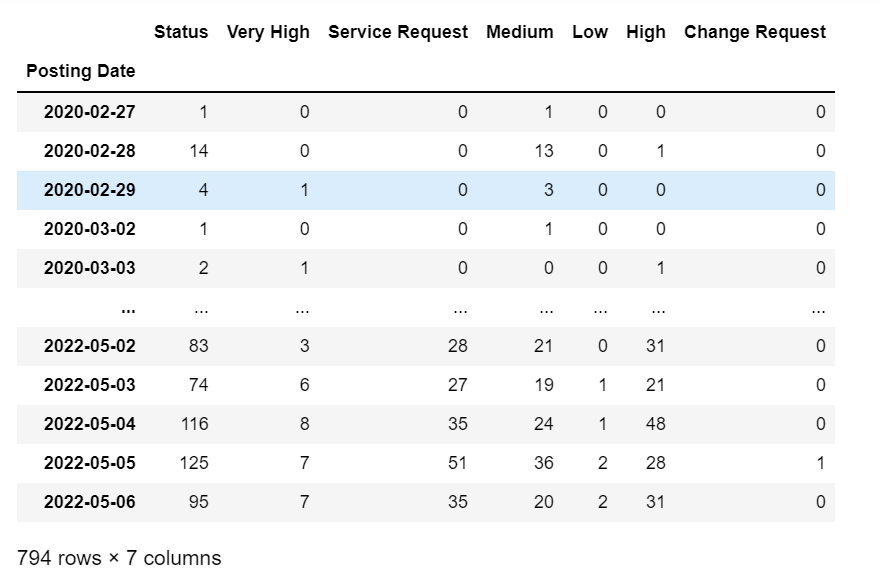 Status Very High Service Request Medium Low High Change Request
Posting Date
2020-02-27 1 0 0 1 0 0 0
2020-02-28 14 0 0 13 0 1 0
2020-02-29 4 1 0 3 0 0 0
2020-03-02 1 0 0 1 0 0 0
2020-03-03 2 1 0 0 0 1 0
... ... ... ... ... ... ... ...
2022-05-02 83 3 28 21 0 31 0
2022-05-03 74 6 27 19 1 21 0
2022-05-04 116 8 35 24 1 48 0
2022-05-05 125 7 51 36 2 28 1
2022-05-06 95 7 35 20 2 31 0
794 rows × 7 columns